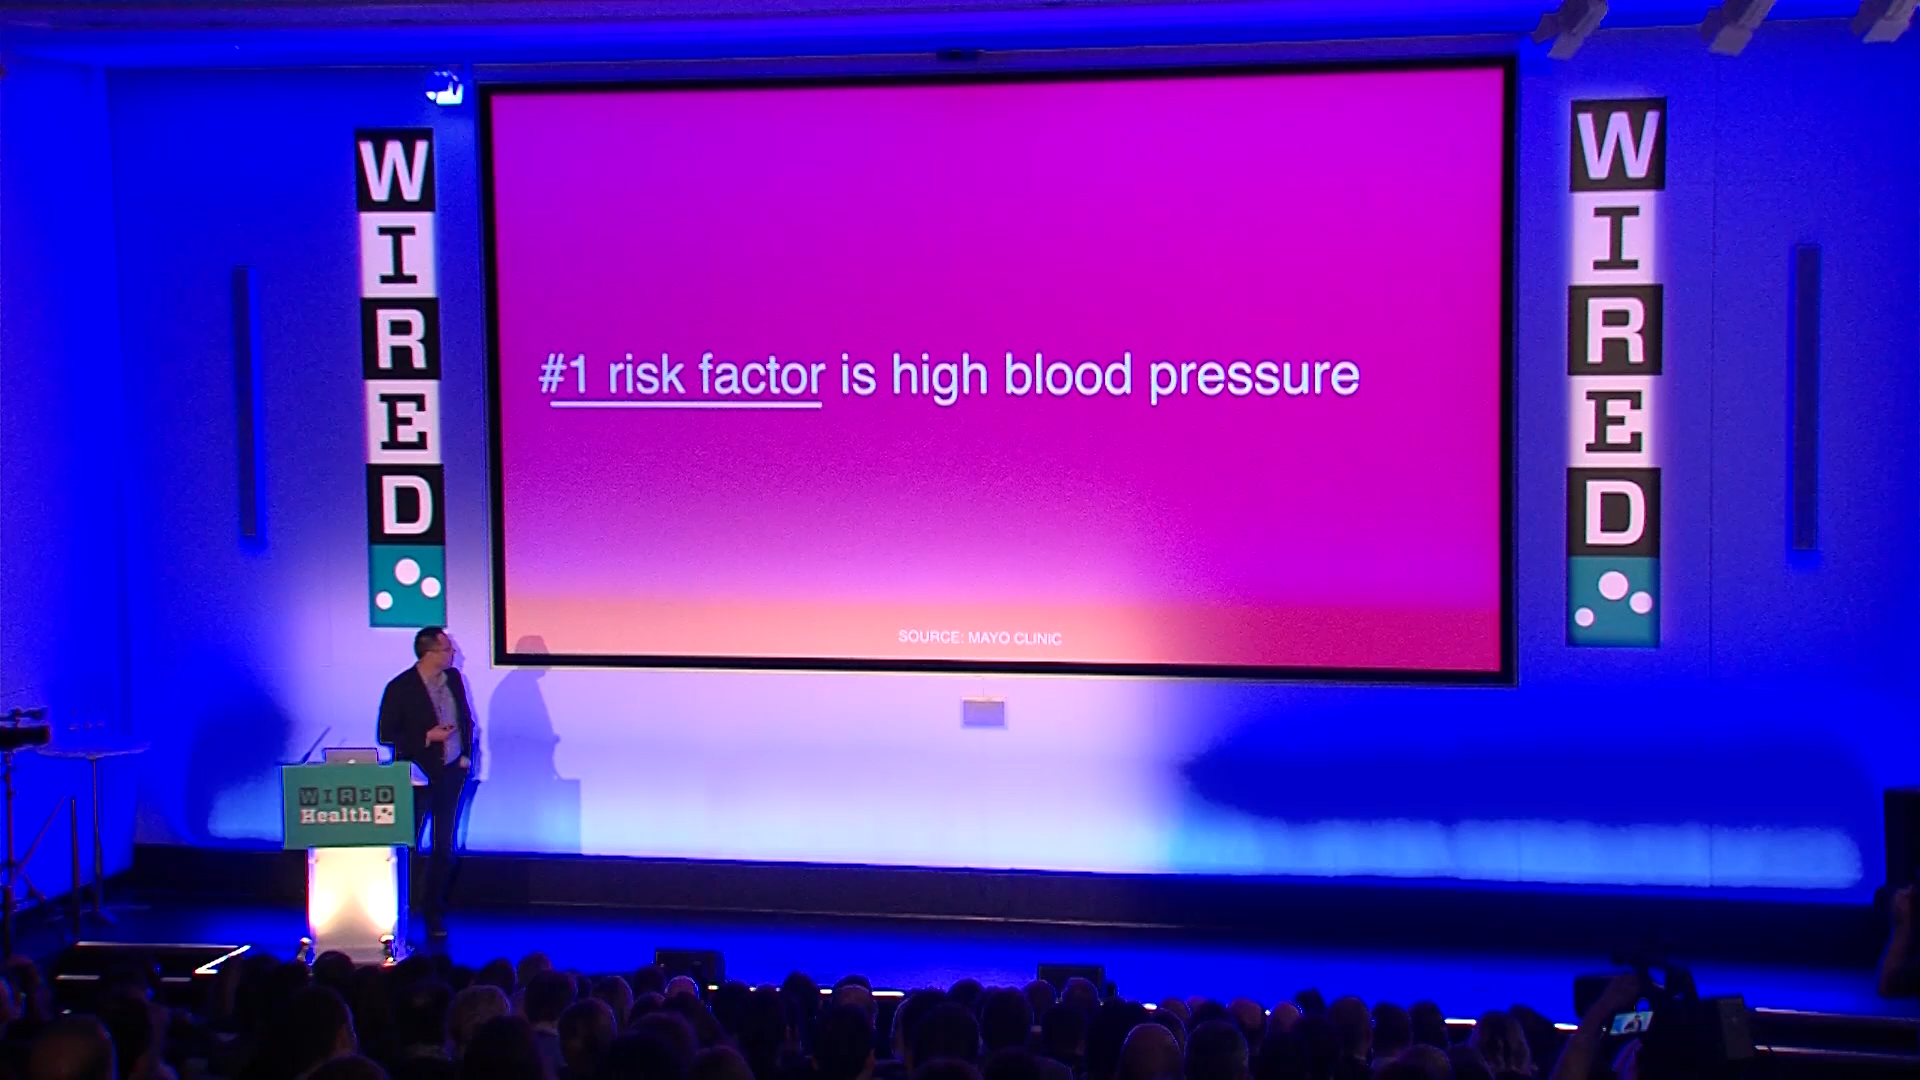 WIRED
#1 risk factor is high blood pressure
SOURCE: MAYO CLINIC
WIRED
WIRED
Health